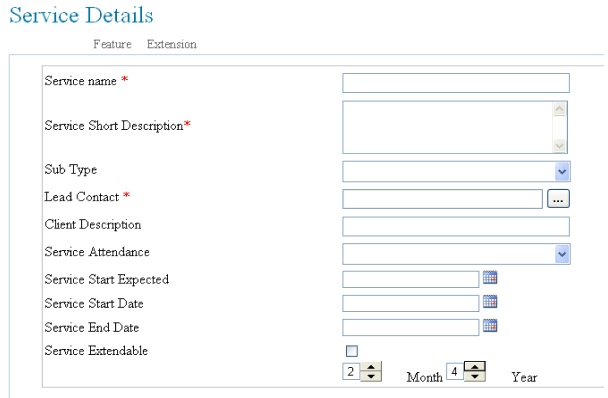 Service Details
Feature Extension
Service name *
Service Short Description*
Sub Type
Lead Contact *
...
Client Description
Service Attendance
Service Start Expected
Service Start Date
Service End Date
Service Extendable
2 Month 4 Year